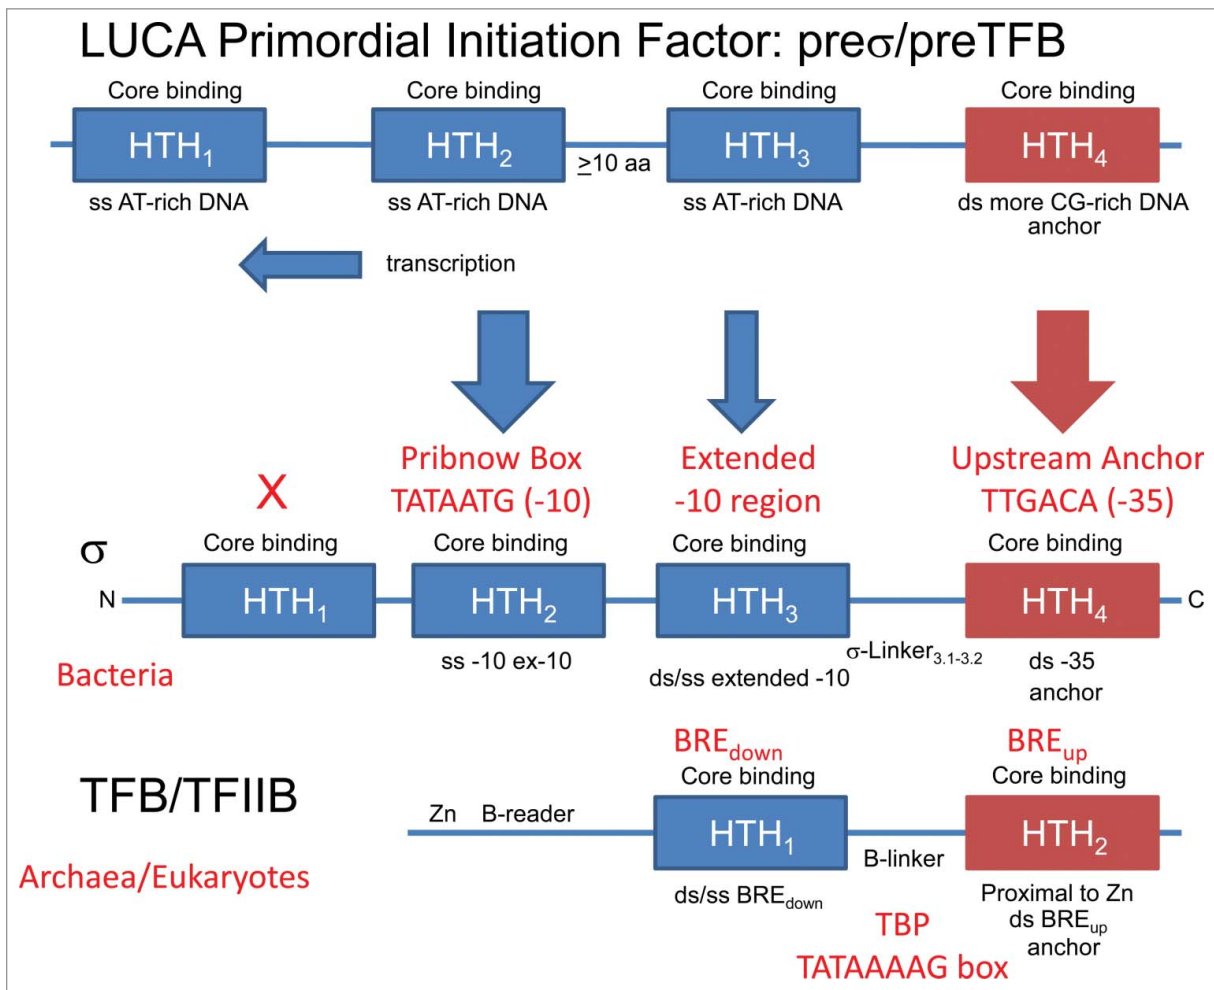 LUCA Primordial Initiation Factor: preσ/preTFB
Core binding
Core binding
Core binding
Core binding
HTH₁
HTH₂
HTH₃
HTH₄
≥10 aa
ss AT-rich DNA
ss AT-rich DNA
ss AT-rich DNA
ds more CG-rich DNA
anchor
transcription
X
Pribnow Box
TATAATG (-10)
Extended
-10 region
Upstream Anchor
TTGACA (-35)
σ
Core binding
Core binding
Core binding
Core binding
N
HTH₁
HTH₂
HTH₃
HTH₄
C
Bacteria
ss -10 ex-10
ds/ss extended -10
σ-Linker₃.₁₋₃.₂
ds -35
anchor
BREdown
BREup
TFB/TFIIB
Core binding
Core binding
Zn
B-reader
HTH₁
B-linker
HTH₂
Archaea/Eukaryotes
ds/ss BREdown
Proximal to Zn
ds BREup
anchor
TBP
TATAAAAG box